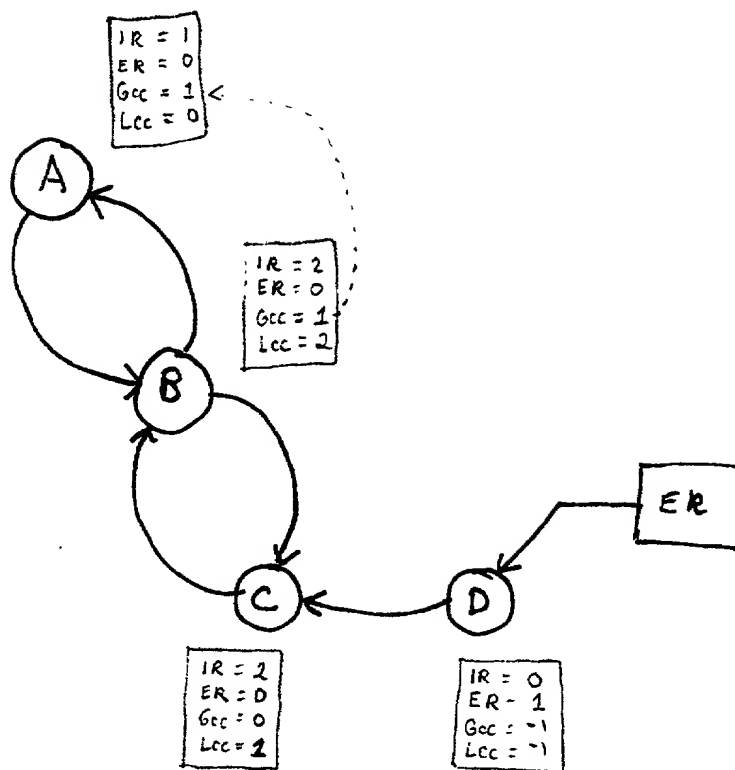 IR = 1
ER = 0
Gcc = 1
Lcc = 0
A
IR = 2
ER = 0
Gcc = 1
Lcc = 2
B
ER
C
D
IR = 2
ER = 0
Gcc = 0
Lcc = 1
IR = 0
ER - 1
Gcc = -1
Lcc = -1